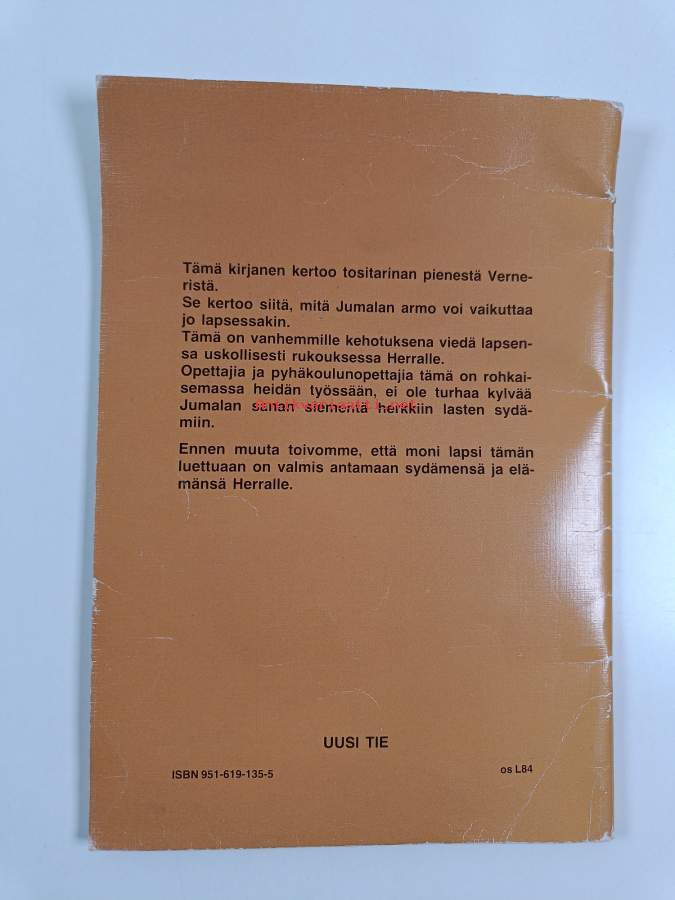 Tämä kirjanen kertoo tositarinan pienestä Verne-
ristä.
Se kertoo siitä, mitä Jumalan armo voi vaikuttaa
jo lapsessakin.
Tämä on vanhemmille kehotuksena viedä lapsen-
sa uskollisesti rukouksessa Herralle.
Opettajia ja pyhäkoulunopettajia tämä on rohkai-
semassa heidän työssään, ei ole turhaa kylvää
Jumalan sanan siementä herkkiin lasten sydä-
miin.
Ennen muuta toivomme, että moni lapsi tämän
luettuaan on valmis antamaan sydämensä ja elä-
mänsä Herralle.
UUSI TIE
ISBN 951-619-135-5
os L84